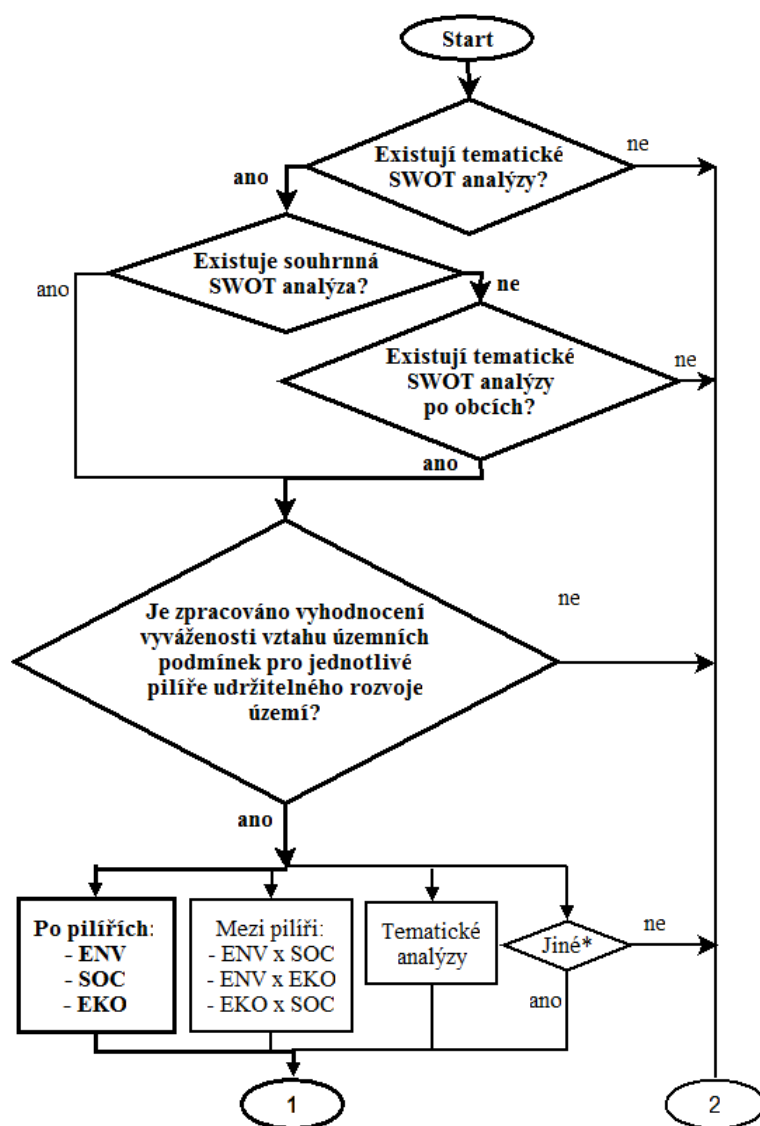 Start
Existují tematické
SWOT analýzy?
ne
ano
Existuje souhrnná
SWOT analýza?
ano
ne
Existují tematické
SWOT analýzy
po obcích?
ne
ano
Je zpracováno vyhodnocení
vyváženosti vztahu územních
podmínek pro jednotlivé
pilíře udržitelného rozvoje
území?
ne
ano
Po pilířích:
- ENV
- SOC
- EKO
Mezi pilíři:
- ENV x SOC
- ENV x EKO
- EKO x SOC
Tematické
analýzy
Jiné*
ne
ano
1
2